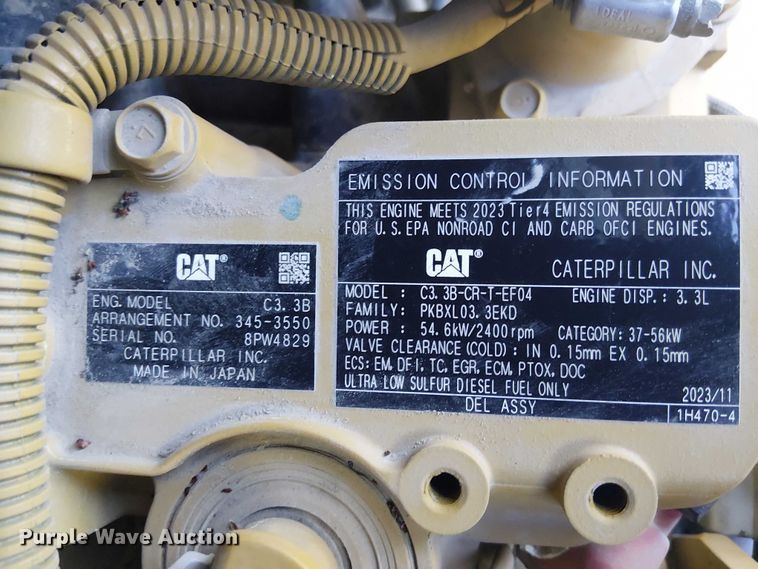 IDEAL
CAT®
ENG. MODEL C3.3B
ARRANGEMENT NO. 345-3550
SERIAL NO. 8PW4829
CATERPILLAR INC.
MADE IN JAPAN
EMISSION CONTROL INFORMATION
THIS ENGINE MEETS 2023 Tier4 EMISSION REGULATIONS
FOR U.S. EPA NONROAD CI AND CARB OFCI ENGINES.
CAT® CATERPILLAR INC.
MODEL : C3.3B-CR-T-EF04 ENGINE DISP.: 3.3L
FAMILY: PKBXL03.3EKD
POWER : 54.6kW/2400rpm CATEGORY: 37-56kW
VALVE CLEARANCE(COLD) : IN 0.15mm EX 0.15mm
ECS: EM, DFI, TC, EGR, ECM, PTOX, DOC
ULTRA LOW SULFUR DIESEL FUEL ONLY 2023/11
DEL ASSY 1H470-4
Purple Wave Auction®